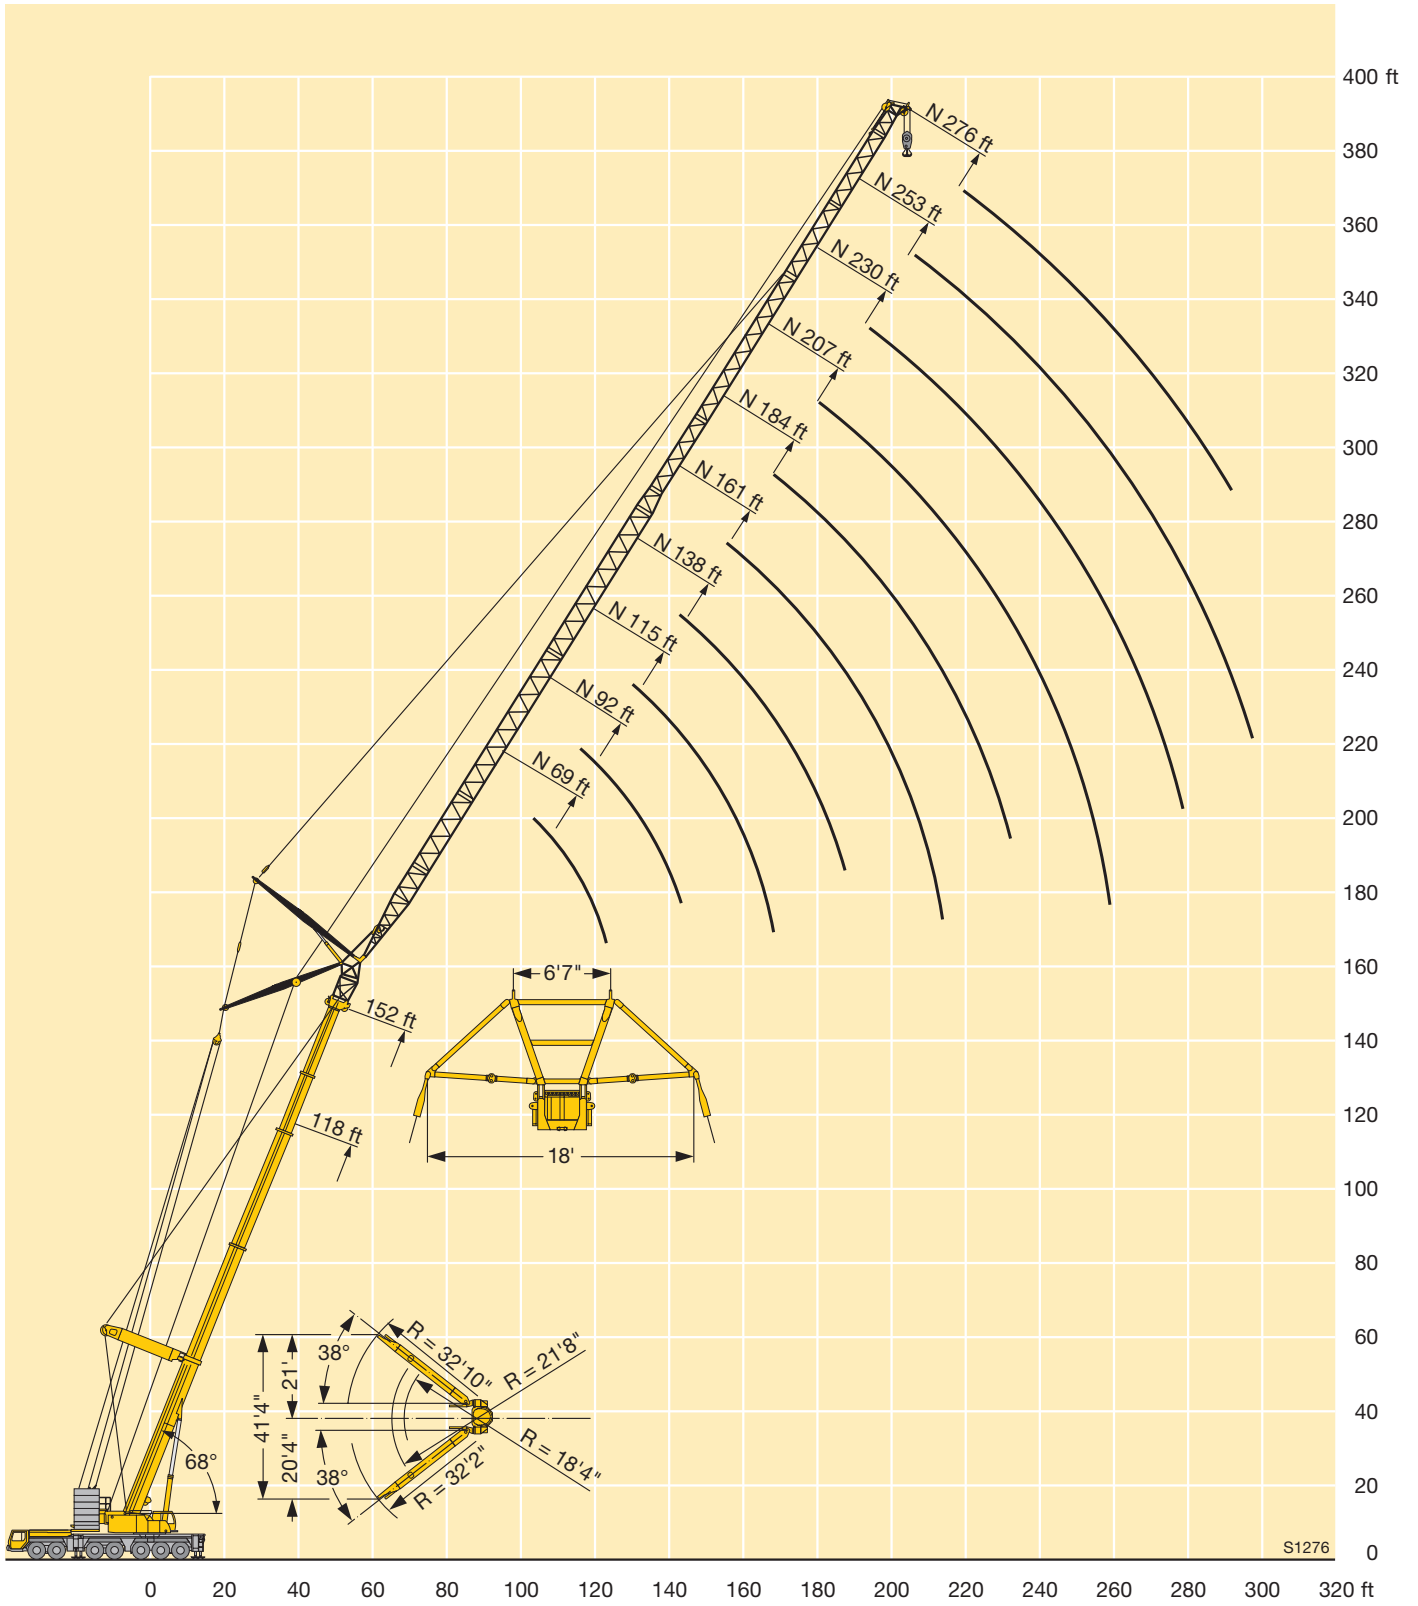 400 ft
380
360
340
320
300
280
260
240
220
200
180
160
140
120
100
80
60
40
20
0
N 276 ft
N 253 ft
N 230 ft
N 207 ft
N 184 ft
N 161 ft
N 138 ft
N 115 ft
N 92 ft
N 69 ft
152 ft
118 ft
6'7"
18'
68°
41'4"
21'
20'4"
38°
38°
R = 32'10"
R = 21'8"
R = 18'4"
R = 32'2"
S1276
0 20 40 60 80 100 120 140 160 180 200 220 240 260 280 300 320 ft